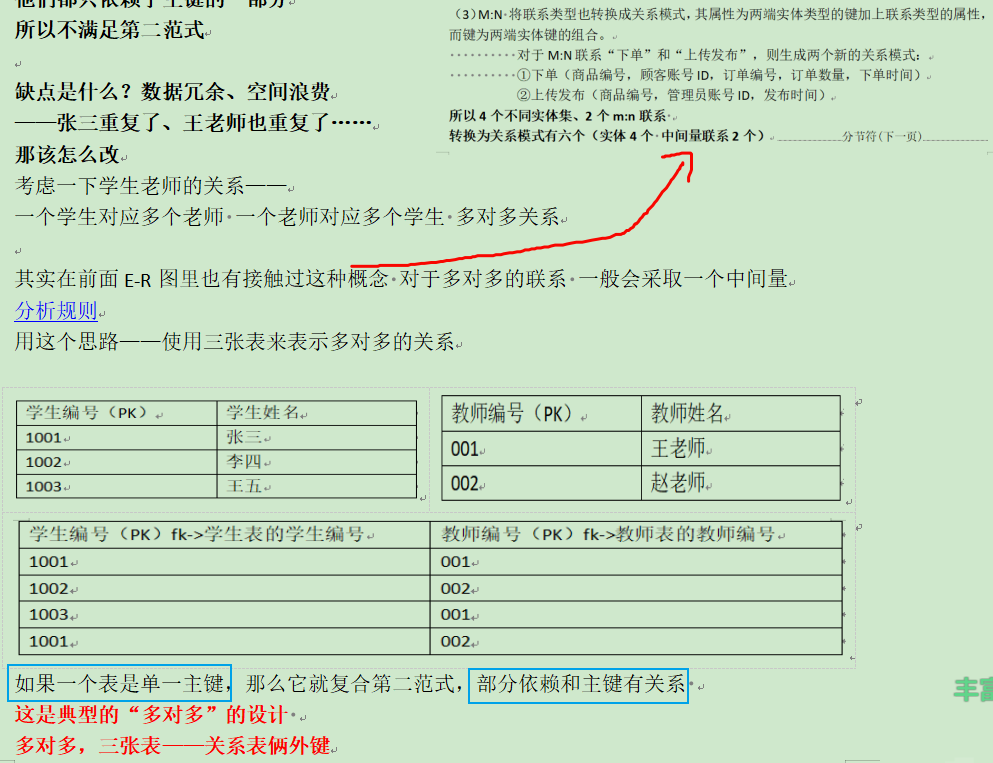 他们都只依赖了主键的一部分
所以不满足第二范式
缺点是什么？数据冗余、空间浪费
——张三重复了、王老师也重复了……
那该怎么改
考虑一下学生老师的关系——
一个学生对应多个老师 一个老师对应多个学生 多对多关系
其实在前面 E-R 图里也有接触过这种概念 对于多对多的联系 一般会采取一个中间量
分析规则
用这个思路——使用三张表来表示多对多的关系
（3）M:N 将联系类型也转换成关系模式，其属性为两端实体类型的键加上联系类型的属性，
而键为两端实体键的组合。
对于 M:N 联系“下单”和“上传发布”，则生成两个新的关系模式：
①下单（商品编号，顾客账号 ID，订单编号，订单数量，下单时间）
②上传发布（商品编号，管理员账号 ID，发布时间）
所以 4 个不同实体集、2 个 m:n 联系
转换为关系模式有六个（实体 4 个 中间量联系 2 个）
分节符(下一页)
学生编号（PK） 学生姓名
1001 张三
1002 李四
1003 王五
教师编号（PK） 教师姓名
001 王老师
002 赵老师
学生编号（PK）fk->学生表的学生编号 教师编号（PK）fk->教师表的教师编号
1001 001
1002 002
1003 001
1001 002
如果一个表是单一主键，那么它就复合第二范式，部分依赖和主键有关系
这是典型的“多对多”的设计
多对多，三张表——关系表俩外键